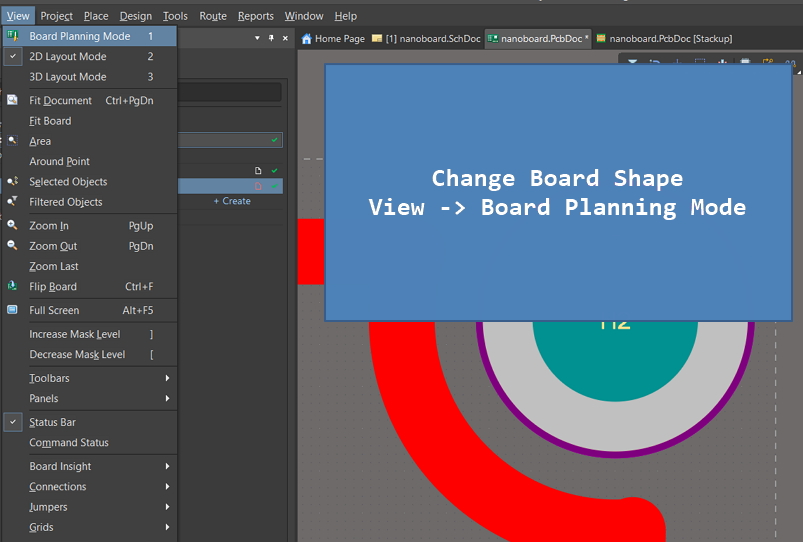 View Project Place Design Tools Route Reports Window Help
Board Planning Mode 1
2D Layout Mode 2
3D Layout Mode 3
Fit Document Ctrl+PgDn
Fit Board
Area
Around Point
Selected Objects
Filtered Objects
Zoom In PgUp
Zoom Out PgDn
Zoom Last
Flip Board Ctrl+F
Full Screen Alt+F5
Increase Mask Level ]
Decrease Mask Level [
Toolbars
Panels
Status Bar
Command Status
Board Insight
Connections
Jumpers
Grids
+ Create
Home Page [1] nanoboard.SchDoc nanoboard.PcbDoc * nanoboard.PcbDoc [Stackup]
Change Board Shape
View -> Board Planning Mode